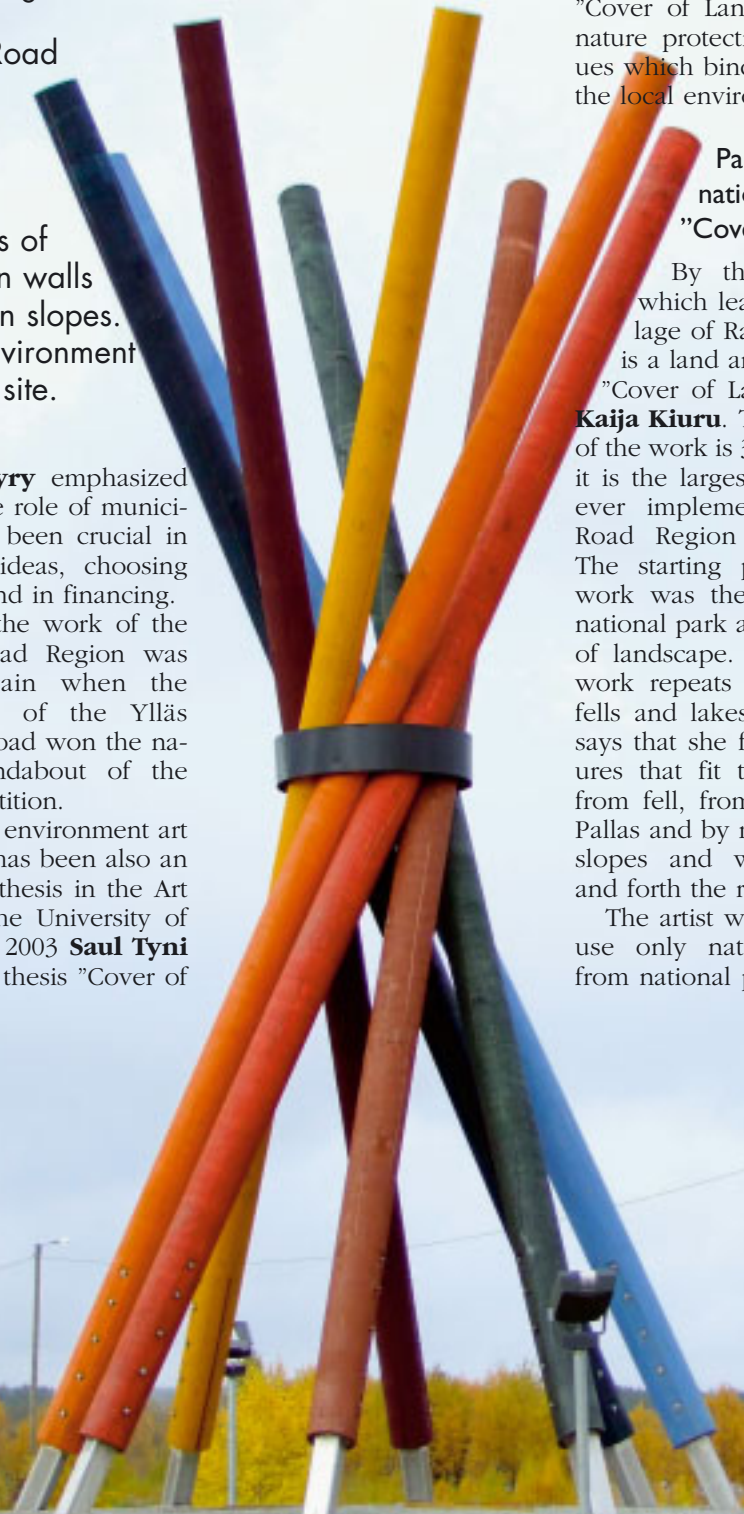 Road
s of
n walls
n slopes.
vironment
site.
yry emphasized
e role of munici-
been crucial in
ideas, choosing
nd in financing.
the work of the
ad Region was
ain when the
of the Ylläs
oad won the na-
ndabout of the
tition.
environment art
has been also an
thesis in the Art
he University of
2003 Saul Tyni
thesis ”Cover of
”Cover of Lan
nature protecti
ues which bind
the local enviro
Pa
natio
”Cove
By th
which lea
lage of Ra
is a land ar
”Cover of La
Kaija Kiuru. T
of the work is 3
it is the larges
ever impleme
Road Region
The starting p
work was the
national park a
of landscape.
work repeats
fells and lakes
says that she f
ures that fit t
from fell, from
Pallas and by r
slopes and w
and forth the r
The artist w
use only nat
from national p